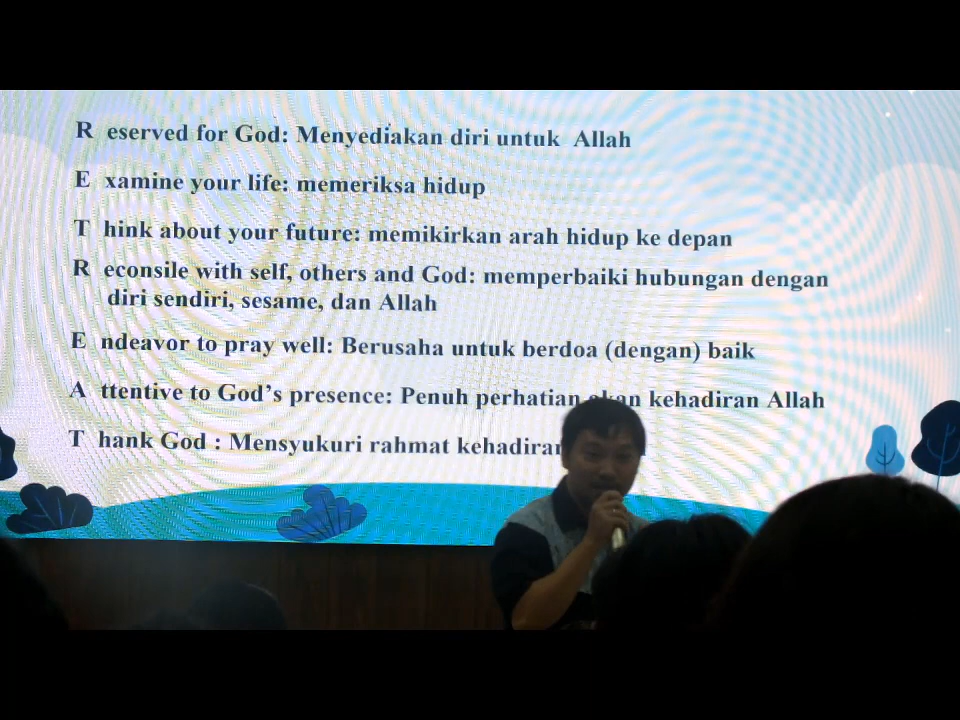 R eserved for God: Menyediakan diri untuk Allah
E xamine your life: memeriksa hidup
T hink about your future: memikirkan arah hidup ke depan
R econsile with self, others and God: memperbaiki hubungan dengan
diri sendiri, sesame, dan Allah
E ndeavor to pray well: Berusaha untuk berdoa (dengan) baik
A ttentive to God's presence: Penuh perhatian akan kehadiran Allah
T hank God : Mensyukuri rahmat kehadiran